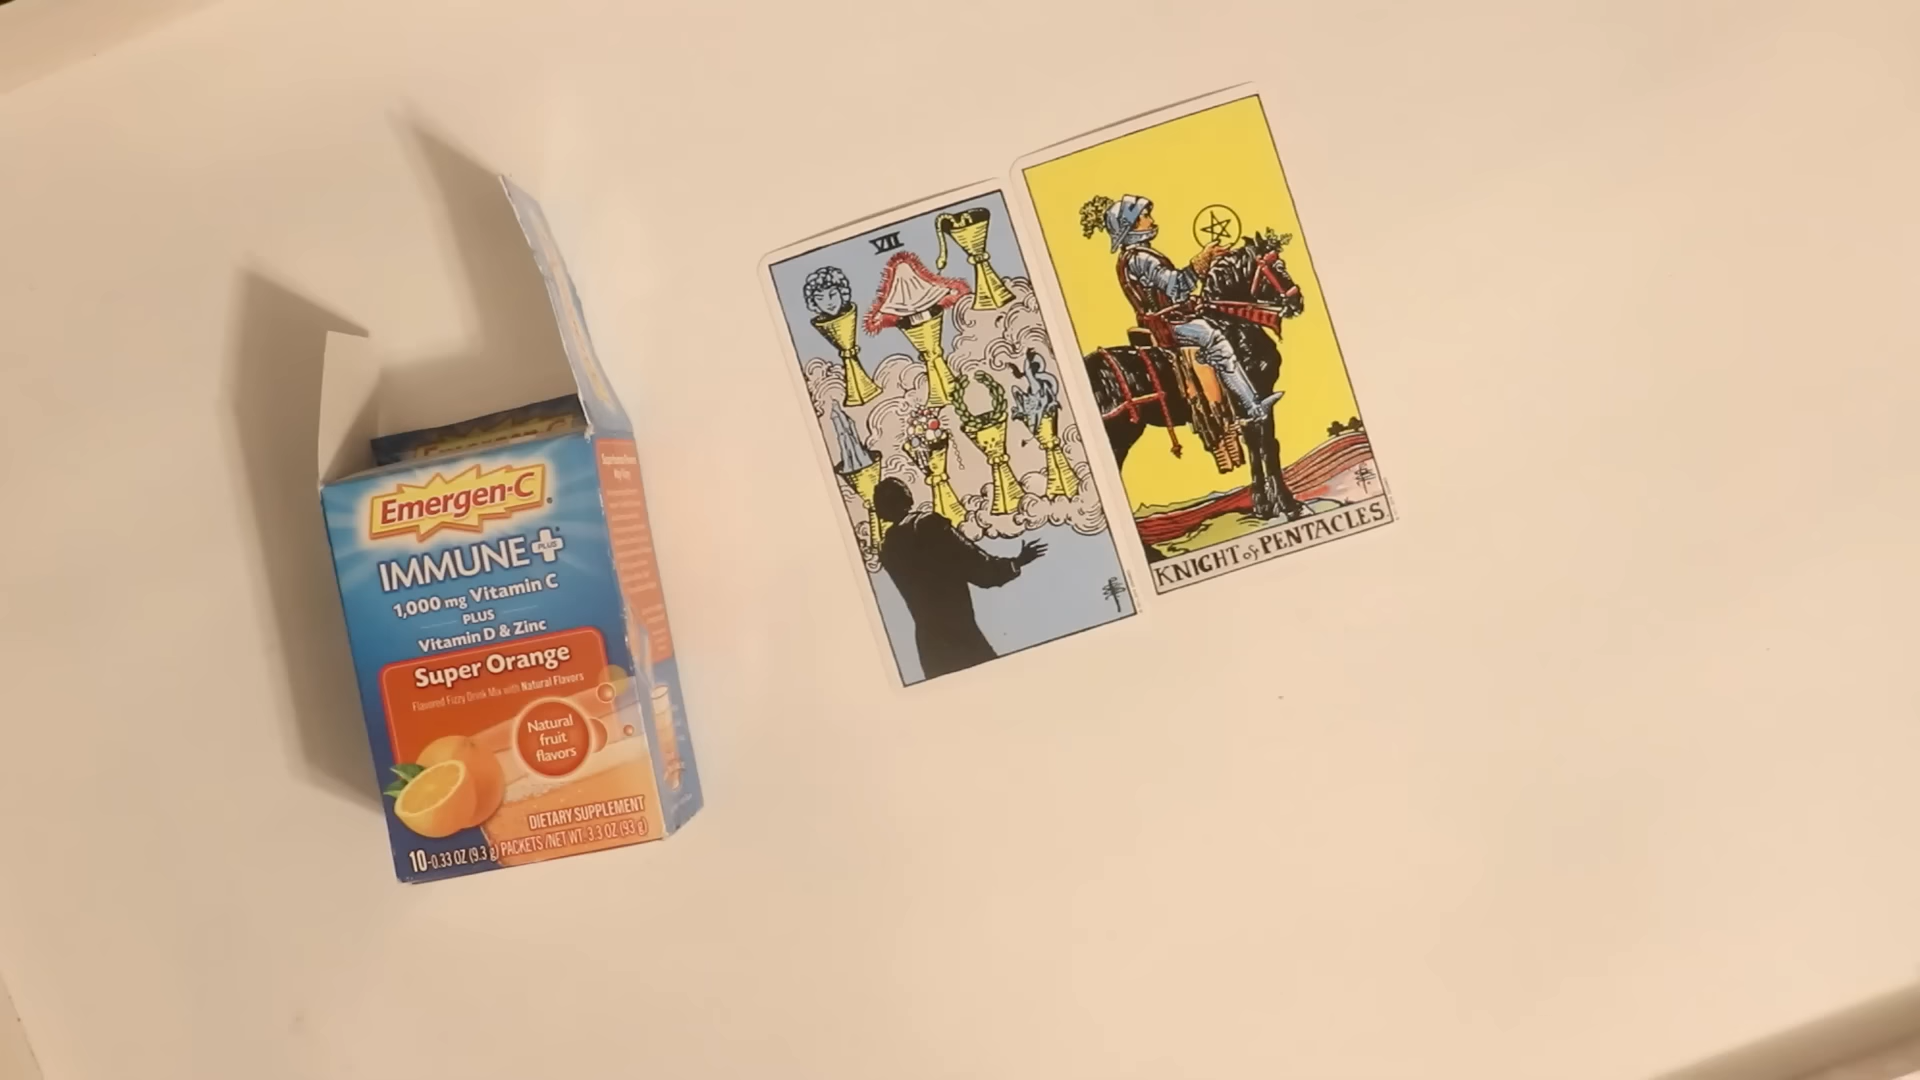 Emergen-C
IMMUNE+
PLUS
1,000 mg Vitamin C
PLUS
Vitamin D & Zinc
Super Orange
Flavored Fizzy Drink Mix with Natural Flavors
Natural
fruit
flavors
DIETARY SUPPLEMENT
10-0.33 OZ (9.3 g) PACKETS/NET WT. 3.3 OZ (93 g)
VII
KNIGHT of PENTACLES.